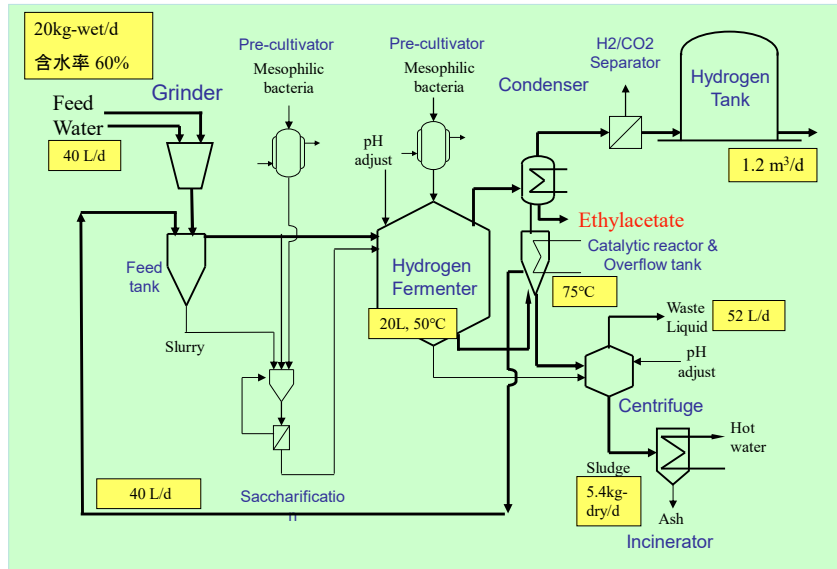 20kg-wet/d
含水率 60%
Grinder
Feed
Water
40 L/d
Pre-cultivator
Mesophilic
bacteria
pH
adjust
Pre-cultivator
Mesophilic
bacteria
Condenser
H2/CO2
Separator
Hydrogen
Tank
1.2 m³/d
Ethylacetate
Catalytic reactor &
Overflow tank
75℃
Feed
tank
Hydrogen
Fermenter
20L, 50℃
Slurry
Waste
Liquid
52 L/d
pH
adjust
Centrifuge
Hot
water
Sludge
5.4kg-
dry/d
Ash
Incinerator
40 L/d
Saccharificatio
n